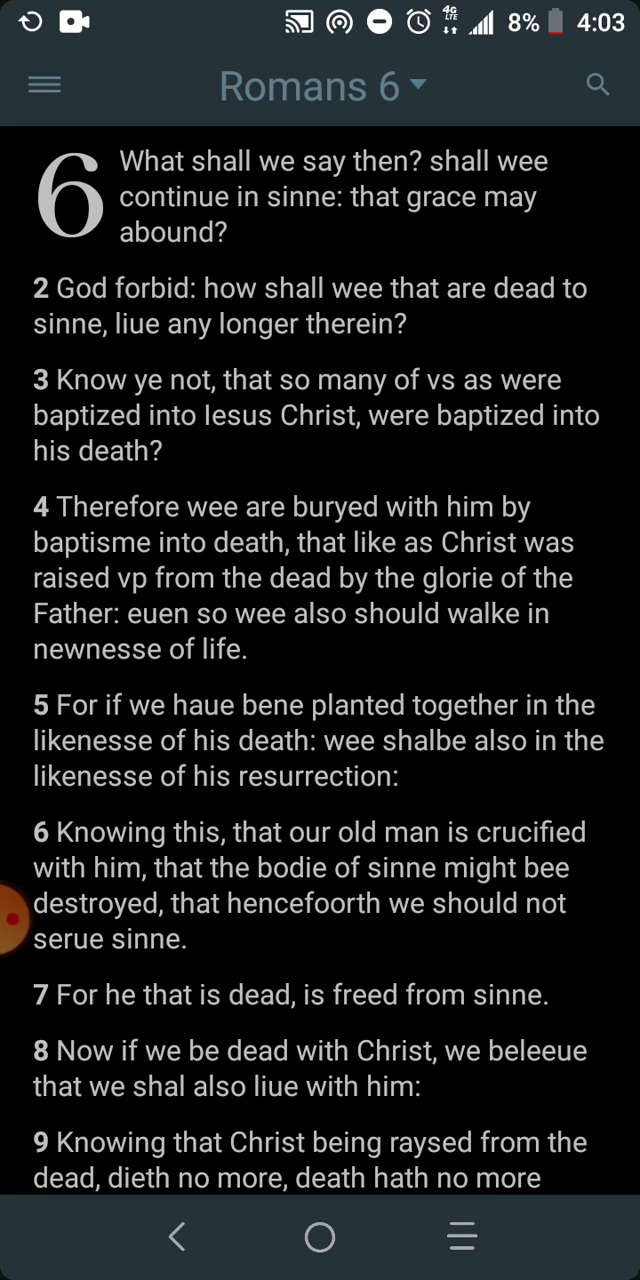 4G
LTE
8%
4:03
Romans 6
6
What shall we say then? shall wee
continue in sinne: that grace may
abound?
2 God forbid: how shall wee that are dead to
sinne, liue any longer therein?
3 Know ye not, that so many of vs as were
baptized into Iesus Christ, were baptized into
his death?
4 Therefore wee are buryed with him by
baptisme into death, that like as Christ was
raised vp from the dead by the glorie of the
Father: euen so wee also should walke in
newnesse of life.
5 For if we haue bene planted together in the
likenesse of his death: wee shalbe also in the
likenesse of his resurrection:
6 Knowing this, that our old man is crucified
with him, that the bodie of sinne might bee
destroyed, that hencefoorth we should not
serue sinne.
7 For he that is dead, is freed from sinne.
8 Now if we be dead with Christ, we beleeue
that we shal also liue with him:
9 Knowing that Christ being raysed from the
dead, dieth no more, death hath no more